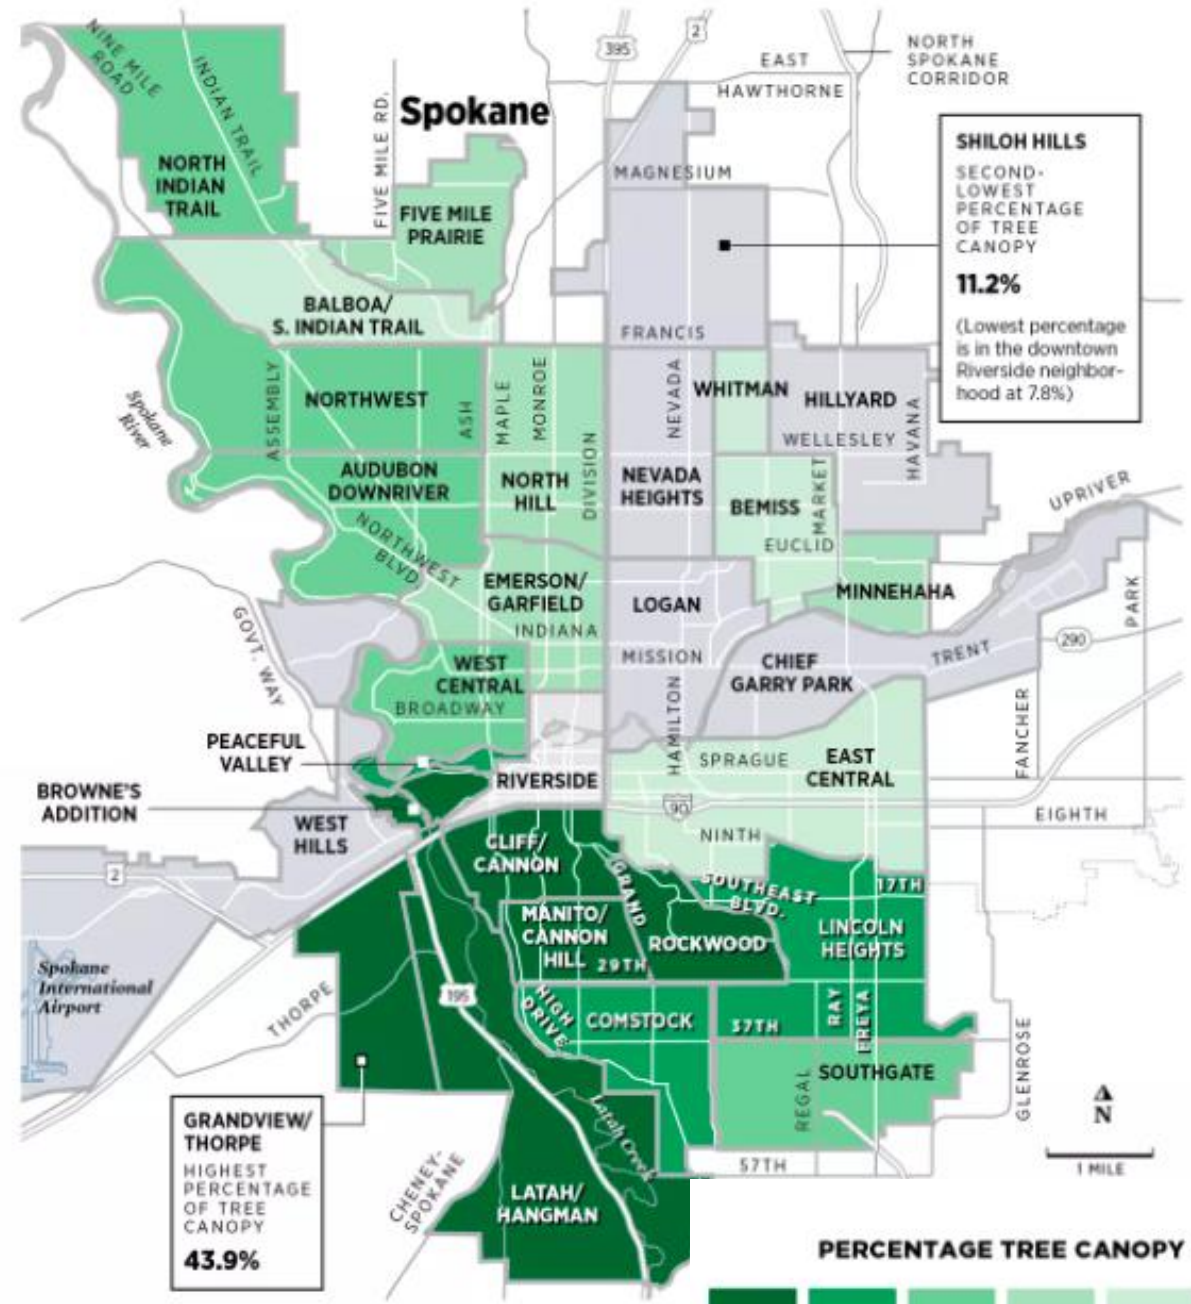 2
395
NORTH
SPOKANE
CORRIDOR
EAST
HAWTHORNE
NINE MILE
ROAD
INDIAN TRAIL
FIVE MILE RD.
Spokane
NORTH
INDIAN
TRAIL
FIVE MILE
PRAIRIE
MAGNESIUM
SHILOH HILLS
SECOND-
LOWEST
PERCENTAGE
OF TREE
CANOPY
11.2%
(Lowest percentage
is in the downtown
Riverside neighbor-
hood at 7.8%)
BALBOA/
S. INDIAN TRAIL
FRANCIS
Spokane
River
ASSEMBLY
NORTHWEST
ASH
MAPLE
MONROE
DIVISION
NEVADA
WHITMAN
HILLYARD
WELLESLEY
HAVANA
AUDUBON
DOWNRIVER
NORTH
HILL
NEVADA
HEIGHTS
BEMISS
MARKET
EUCLID
UPRIVER
NORTHWEST
BLVD.
EMERSON/
GARFIELD
INDIANA
LOGAN
MINNEHAHA
PARK
GOVT. WAY
MISSION
CHIEF
GARRY PARK
TRENT
290
WEST
CENTRAL
BROADWAY
HAMILTON
FANCHER
PEACEFUL
VALLEY
RIVERSIDE
SPRAGUE
EAST
CENTRAL
BROWNE'S
ADDITION
90
EIGHTH
WEST
HILLS
NINTH
2
CLIFF/
CANNON
GRAND
SOUTHEAST
BLVD.
17TH
MANITO/
CANNON
HILL
29TH
ROCKWOOD
LINCOLN
HEIGHTS
Spokane
International
Airport
THORPE
195
HIGH
DRIVE
COMSTOCK
37TH
RAY
FREYA
SOUTHGATE
REGAL
GLENROSE
N
1 MILE
GRANDVIEW/
THORPE
HIGHEST
PERCENTAGE
OF TREE
CANOPY
43.9%
Latah Creek
57TH
CHENEY-
SPOKANE
LATAH/
HANGMAN
PERCENTAGE TREE CANOPY